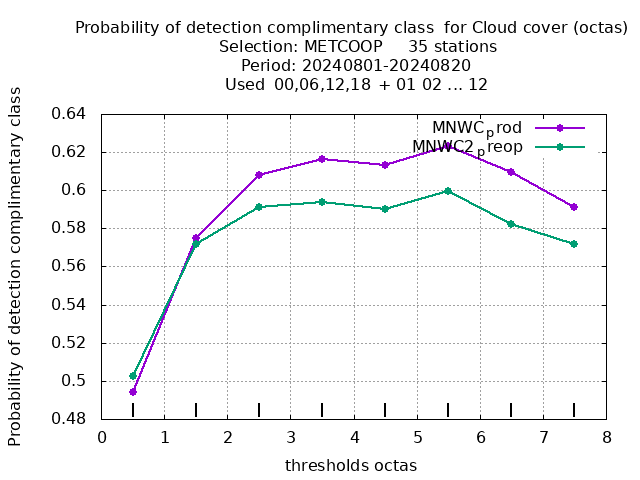 Probability of detection complimentary class  for Cloud cover (octas)
Selection: METCOOP     35 stations
Period: 20240801-20240820
Used  00,06,12,18 + 01 02 ... 12
Probability of detection complimentary class
0.64
0.62
0.6
0.58
0.56
0.54
0.52
0.5
0.48
MNWCprod
MNWC2preop
0 1 2 3 4 5 6 7 8
thresholds octas